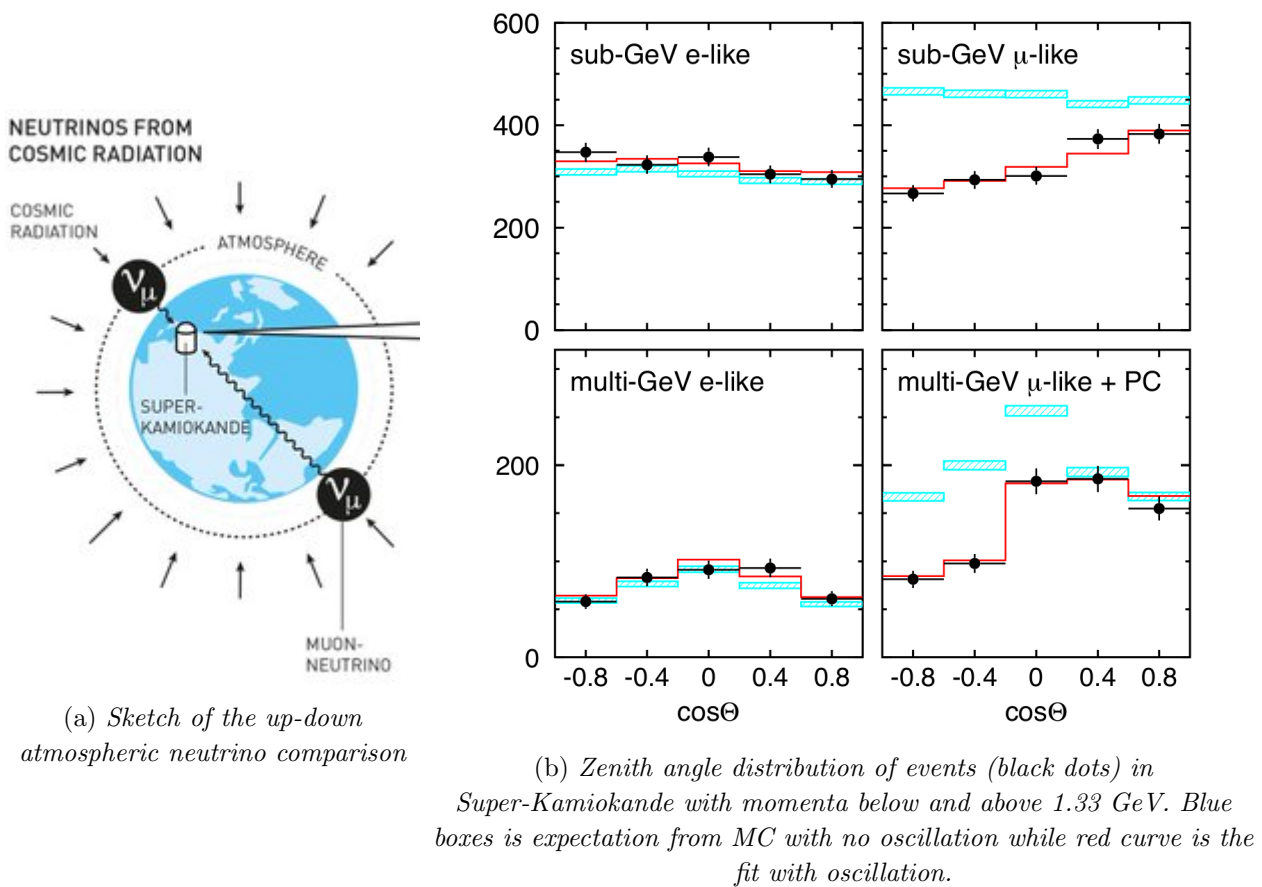 NEUTRINOS FROM
COSMIC RADIATION
COSMIC
RADIATION
ATMOSPHERE
νμ
SUPER-
KAMIOKANDE
νμ
MUON-
NEUTRINO
(a) Sketch of the up-down
atmospheric neutrino comparison
600
400
200
0
sub-GeV e-like
sub-GeV μ-like
200
0
multi-GeV e-like
multi-GeV μ-like + PC
-0.8 -0.4 0 0.4 0.8
-0.8 -0.4 0 0.4 0.8
cosΘ
cosΘ
(b) Zenith angle distribution of events (black dots) in
Super-Kamiokande with momenta below and above 1.33 GeV. Blue
boxes is expectation from MC with no oscillation while red curve is the
fit with oscillation.